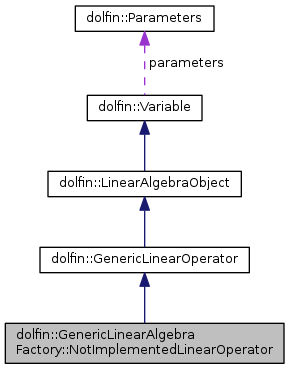 dolfin::Parameters
parameters
dolfin::Variable
dolfin::LinearAlgebraObject
dolfin::GenericLinearOperator
dolfin::GenericLinearAlgebra
Factory::NotImplementedLinearOperator